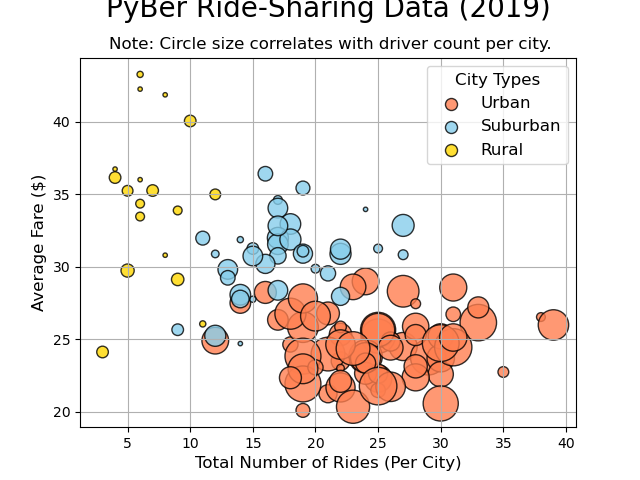 PyBer Ride-Sharing Data (2019)
Note: Circle size correlates with driver count per city.
City Types
Urban
Suburban
Rural
Average Fare ($)
40
35
30
25
20
5 10 15 20 25 30 35 40
Total Number of Rides (Per City)